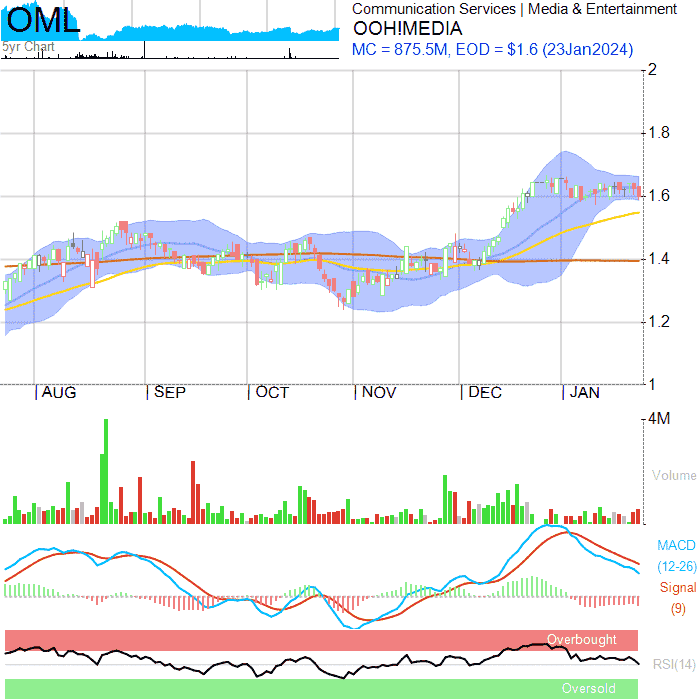 OML
5yr Chart
Communication Services | Media & Entertainment
OOH!MEDIA
MC = 875.5M, EOD = $1.6 (23Jan2024)
2
1.8
1.6
1.4
1.2
1
| AUG | SEP | OCT | NOV | DEC | JAN
4M
Volume
MACD
(12-26)
Signal
(9)
Overbought
RSI(14)
Oversold